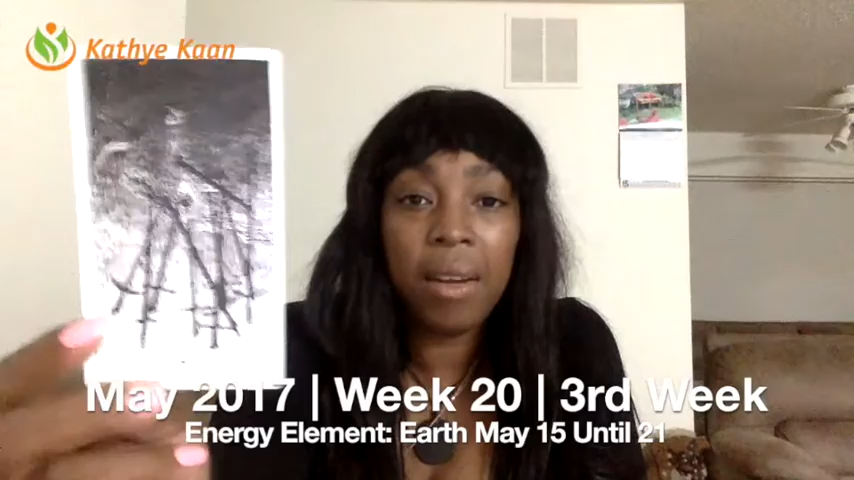 Kathye Kaan
May 2017 | Week 20 | 3rd Week
Energy Element: Earth May 15 Until 21